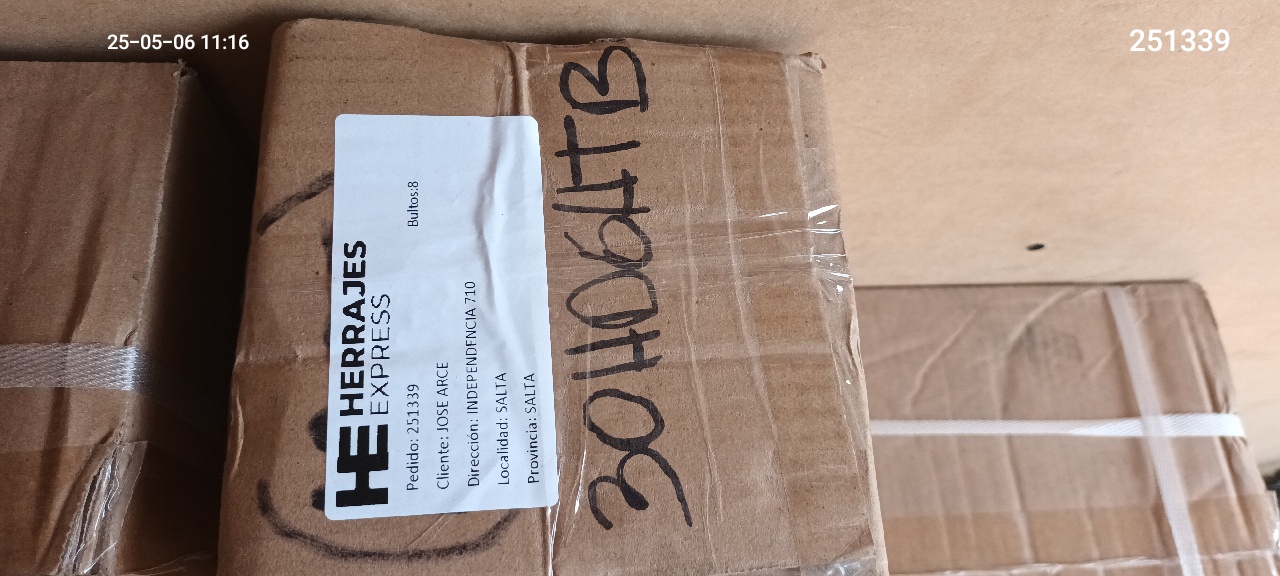 25-05-06 11:16
251339
HE HERRAJES
EXPRESS
Pedido: 251339
Bultos:8
Cliente: JOSE ARCE
Dirección: INDEPENDENCIA 710
Localidad: SALTA
Provincia: SALTA
30HD6HTB